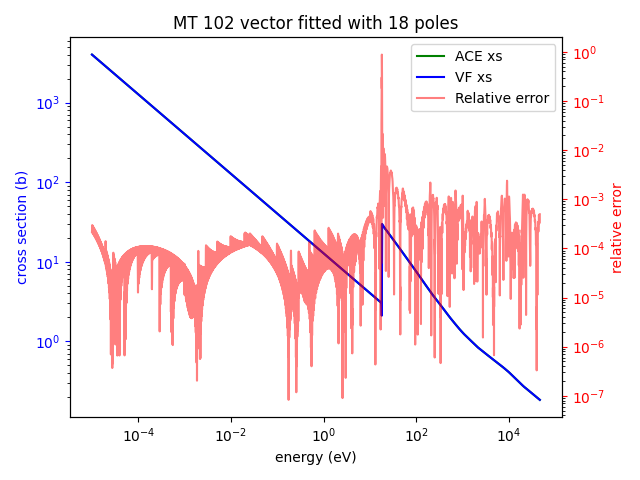 MT 102 vector fitted with 18 poles
ACE xs
VF xs
Relative error
cross section (b)
10³
10²
10¹
10⁰
10⁰
10⁻¹
10⁻²
10⁻³
10⁻⁴
10⁻⁵
10⁻⁶
10⁻⁷
relative error
10⁻⁴
10⁻²
10⁰
10²
10⁴
energy (eV)